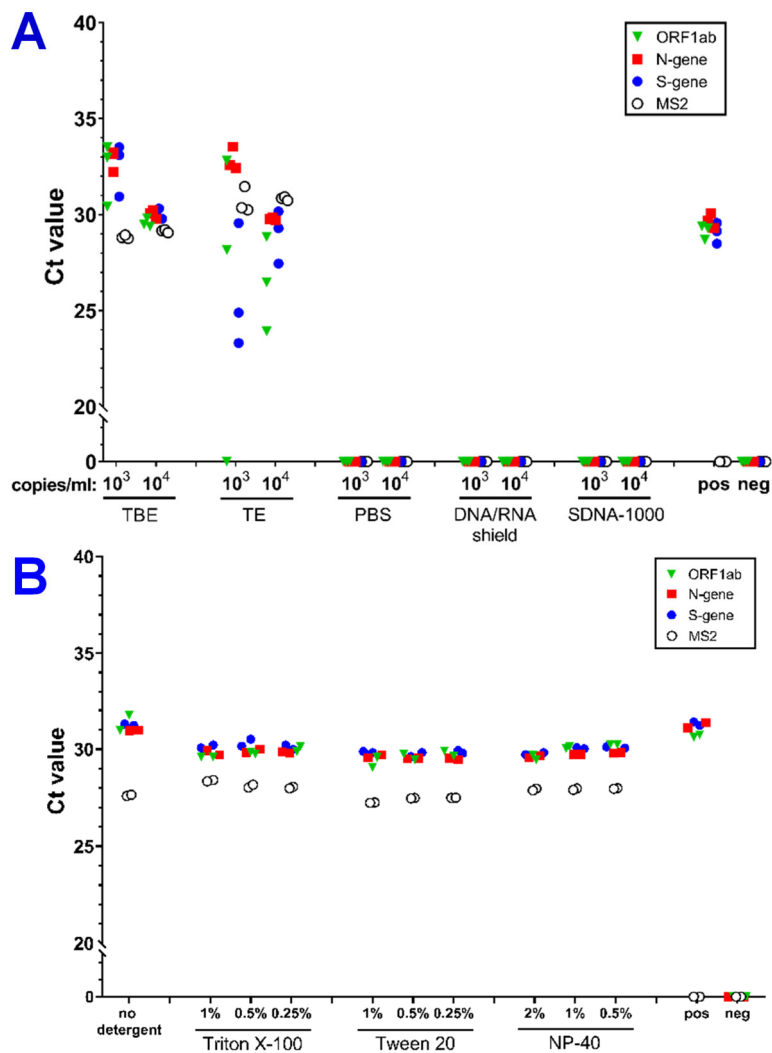 A
40
35
30
25
20
0
Ct value
ORF1ab
N-gene
S-gene
MS2
copies/ml: 10³ 10⁴ 10³ 10⁴ 10³ 10⁴ 10³ 10⁴ 10³ 10⁴ pos neg
TBE TE PBS DNA/RNA SDNA-1000
shield
B
40
35
30
25
20
0
Ct value
ORF1ab
N-gene
S-gene
MS2
no 1% 0.5% 0.25% 1% 0.5% 0.25% 2% 1% 0.5% pos neg
detergent
Triton X-100 Tween 20 NP-40